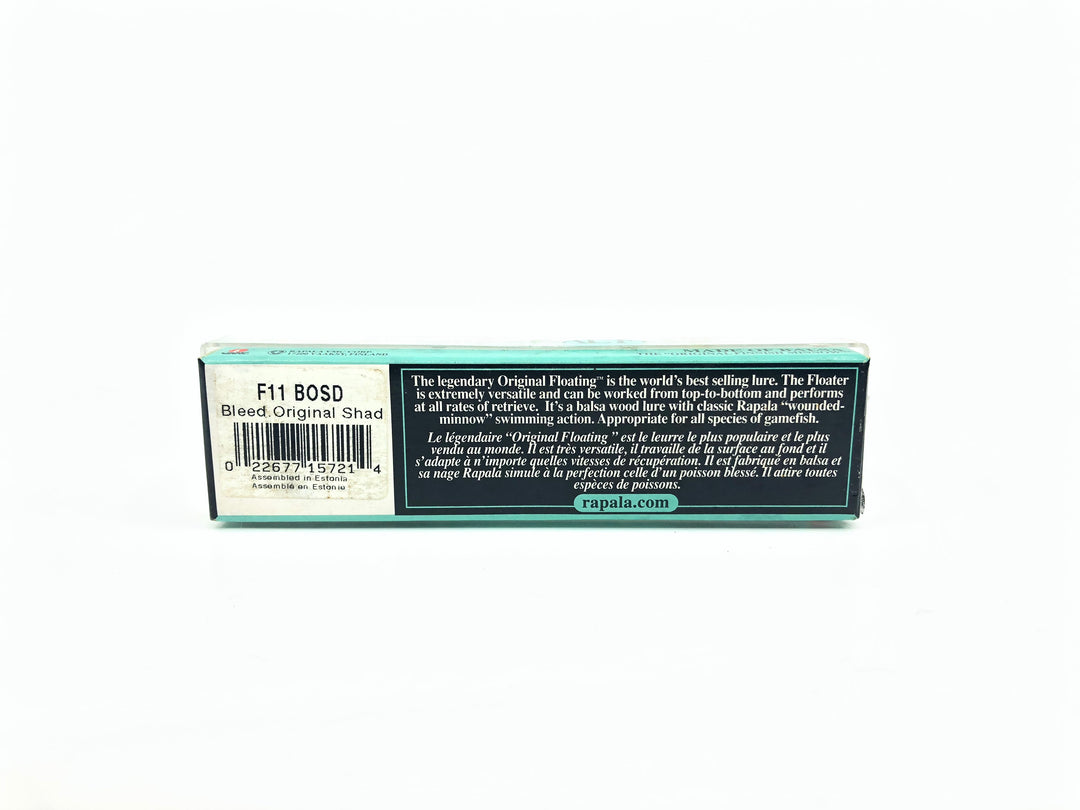 MADE OF BALSA
F11 BOSD
Bleed.Original Shad
0 22677 15721 4
Assembled in Estonia
Assemblé en Estonie
The legendary Original Floating™ is the world's best selling lure. The Floater
is extremely versatile and can be worked from top-to-bottom and performs
at all rates of retrieve. It's a balsa wood lure with classic Rapala “wounded-
minnow” swimming action. Appropriate for all species of gamefish.
Le légendaire “Original Floating ” est le leurre le plus populaire et le plus
vendu au monde. Il est très versatile, il travaille de la surface au fond et il
s'adapte à n'importe quelles vitesses de récupération. Il est fabriqué en balsa et
sa nage Rapala simule à la perfection celle d'un poisson blessé. Il attire toutes
espèces de poissons.
rapala.com